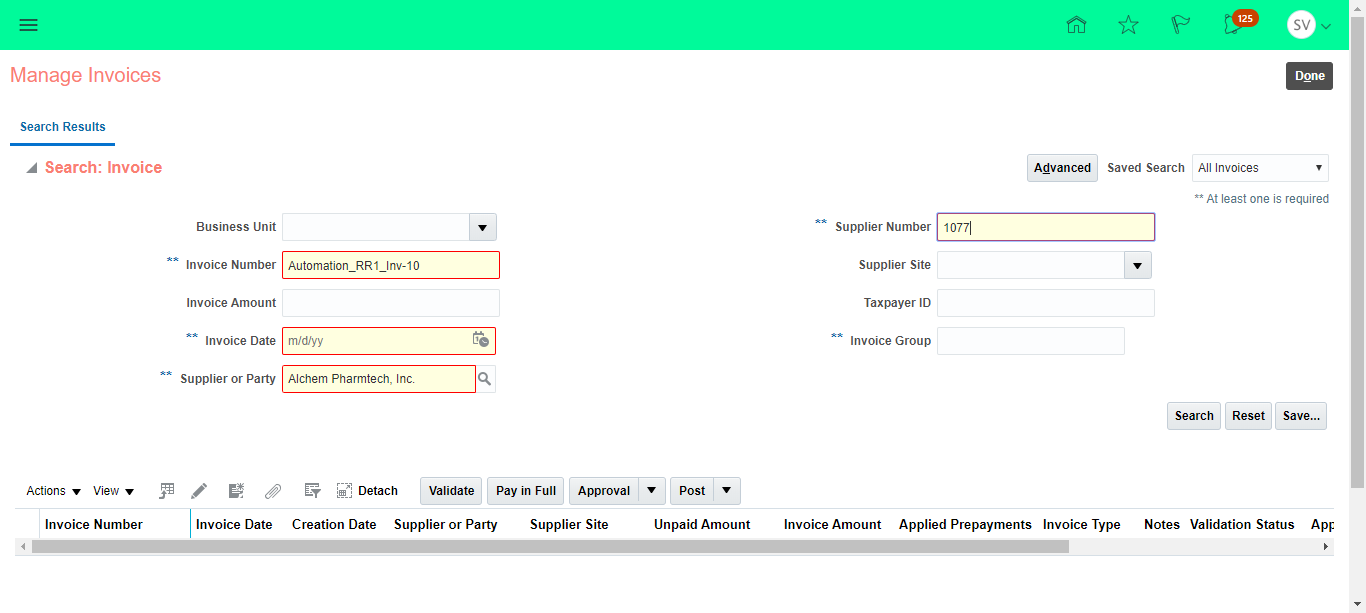 125
SV
Manage Invoices
Done
Search Results
Search: Invoice
Advanced
Saved Search
All Invoices
** At least one is required
Business Unit
** Supplier Number
1077
** Invoice Number
Automation_RR1_Inv-10
Supplier Site
Invoice Amount
Taxpayer ID
** Invoice Date
m/d/yy
** Invoice Group
** Supplier or Party
Alchem Pharmtech, Inc.
Search
Reset
Save...
Actions
View
Detach
Validate
Pay in Full
Approval
Post
Invoice Number Invoice Date Creation Date Supplier or Party Supplier Site Unpaid Amount Invoice Amount Applied Prepayments Invoice Type Notes Validation Status App